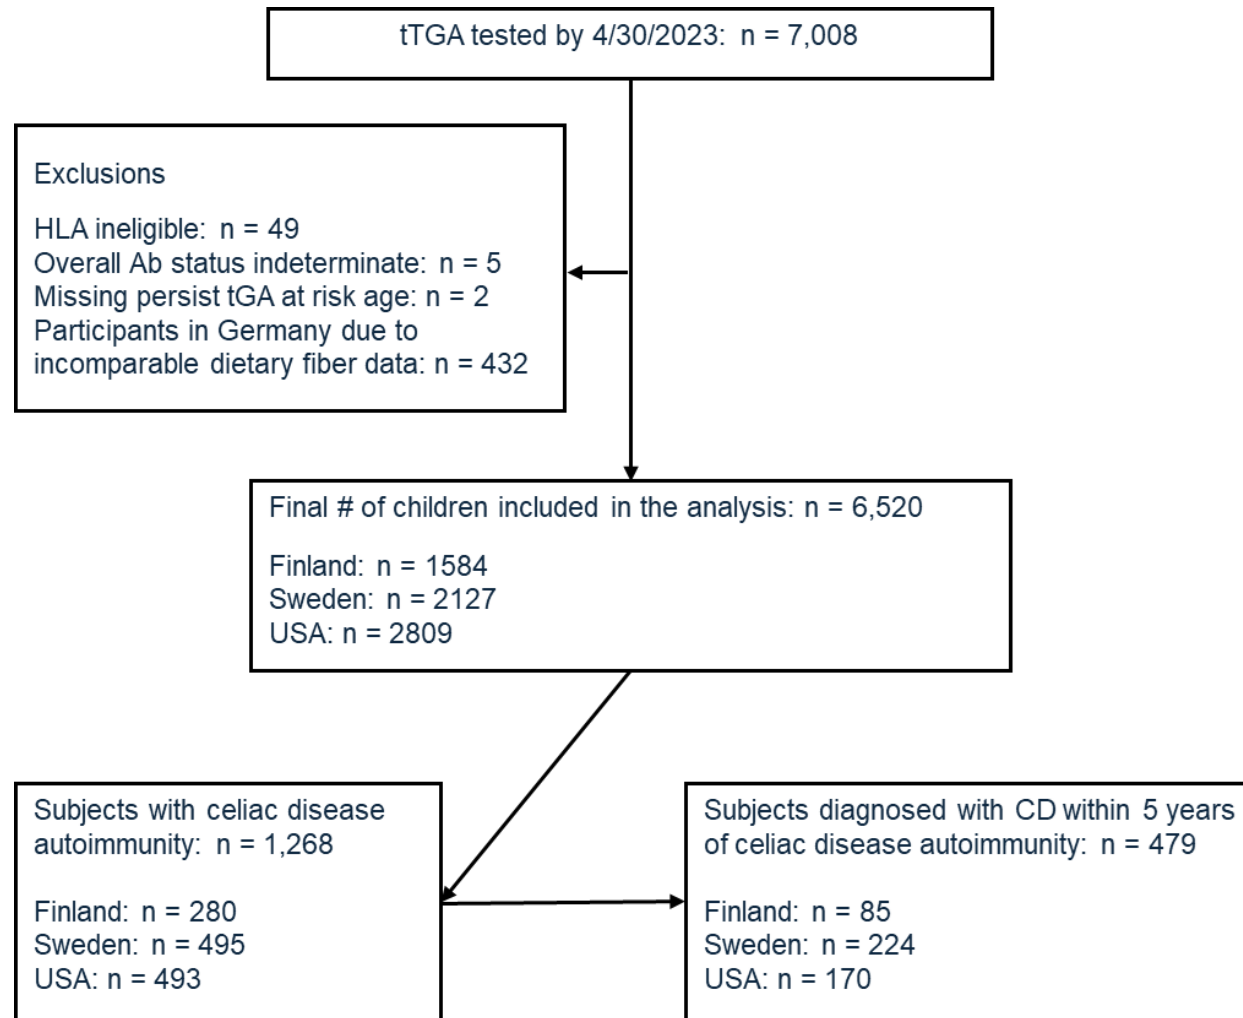 tTGA tested by 4/30/2023: n = 7,008
Exclusions
HLA ineligible: n = 49
Overall Ab status indeterminate: n = 5
Missing persist tGA at risk age: n = 2
Participants in Germany due to
incomparable dietary fiber data: n = 432
Final # of children included in the analysis: n = 6,520
Finland: n = 1584
Sweden: n = 2127
USA: n = 2809
Subjects with celiac disease
autoimmunity: n = 1,268
Finland: n = 280
Sweden: n = 495
USA: n = 493
Subjects diagnosed with CD within 5 years
of celiac disease autoimmunity: n = 479
Finland: n = 85
Sweden: n = 224
USA: n = 170